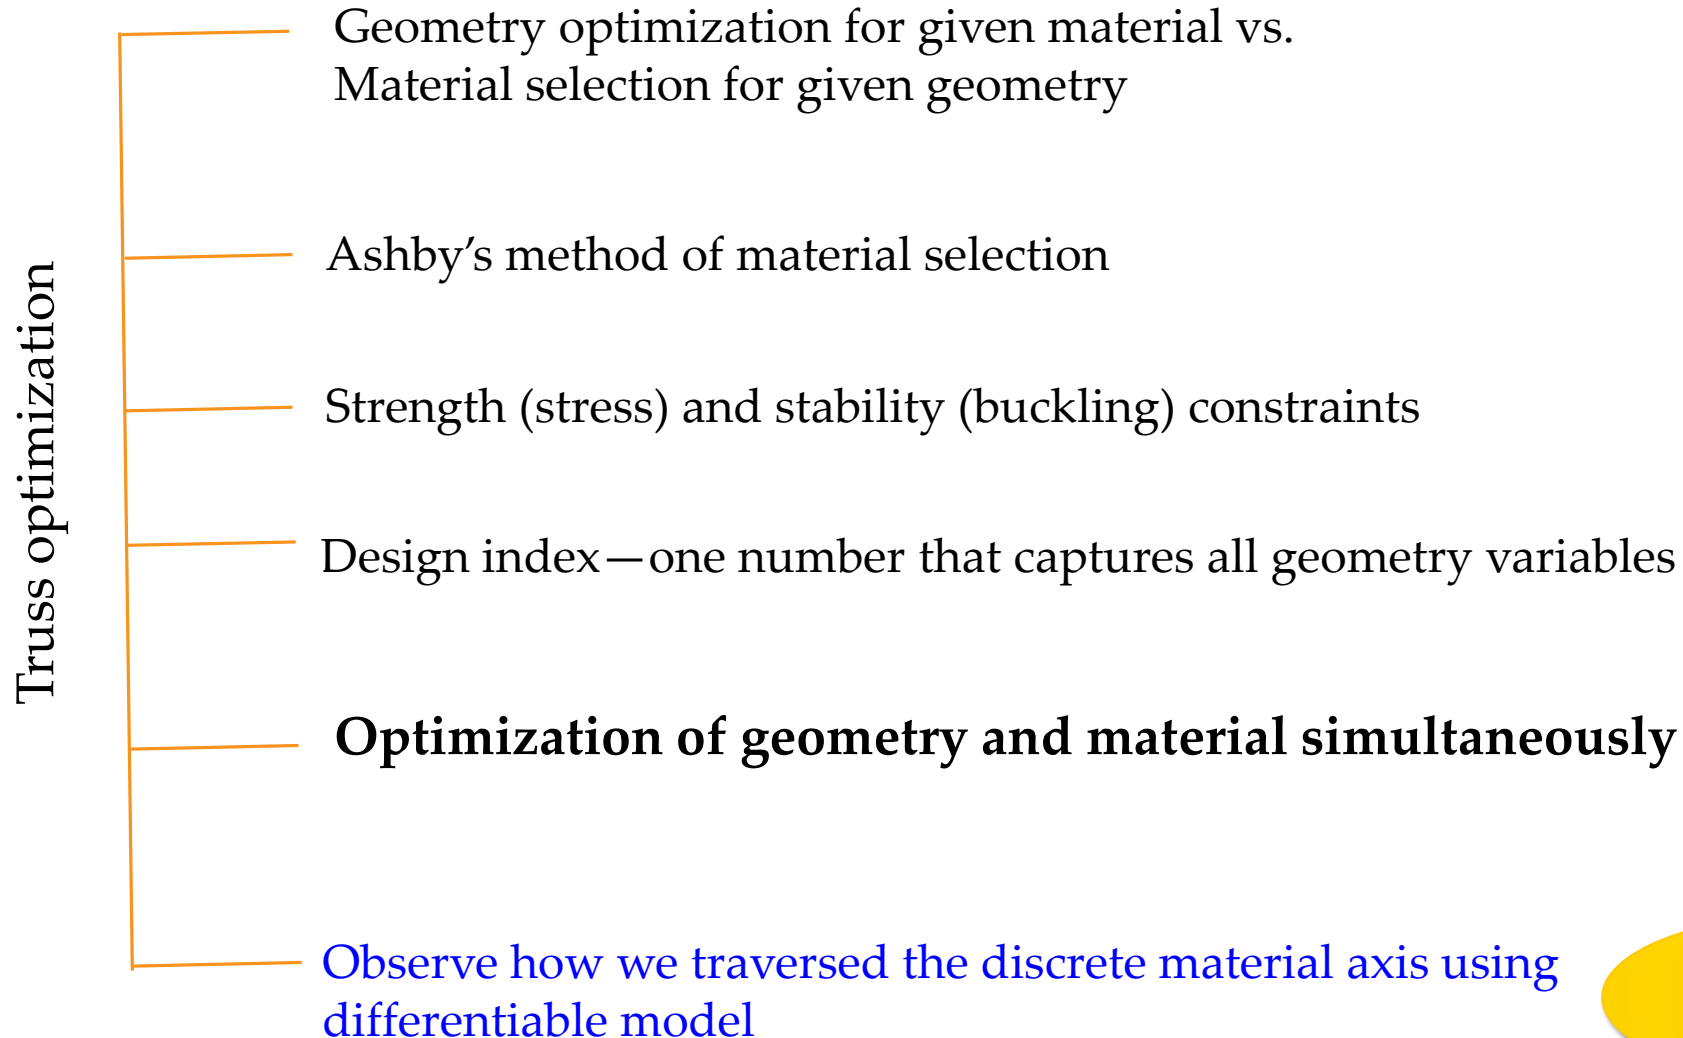 Truss optimization
Geometry optimization for given material vs.
Material selection for given geometry
Ashby’s method of material selection
Strength (stress) and stability (buckling) constraints
Design index—one number that captures all geometry variables
Optimization of geometry and material simultaneously
Observe how we traversed the discrete material axis using
differentiable model